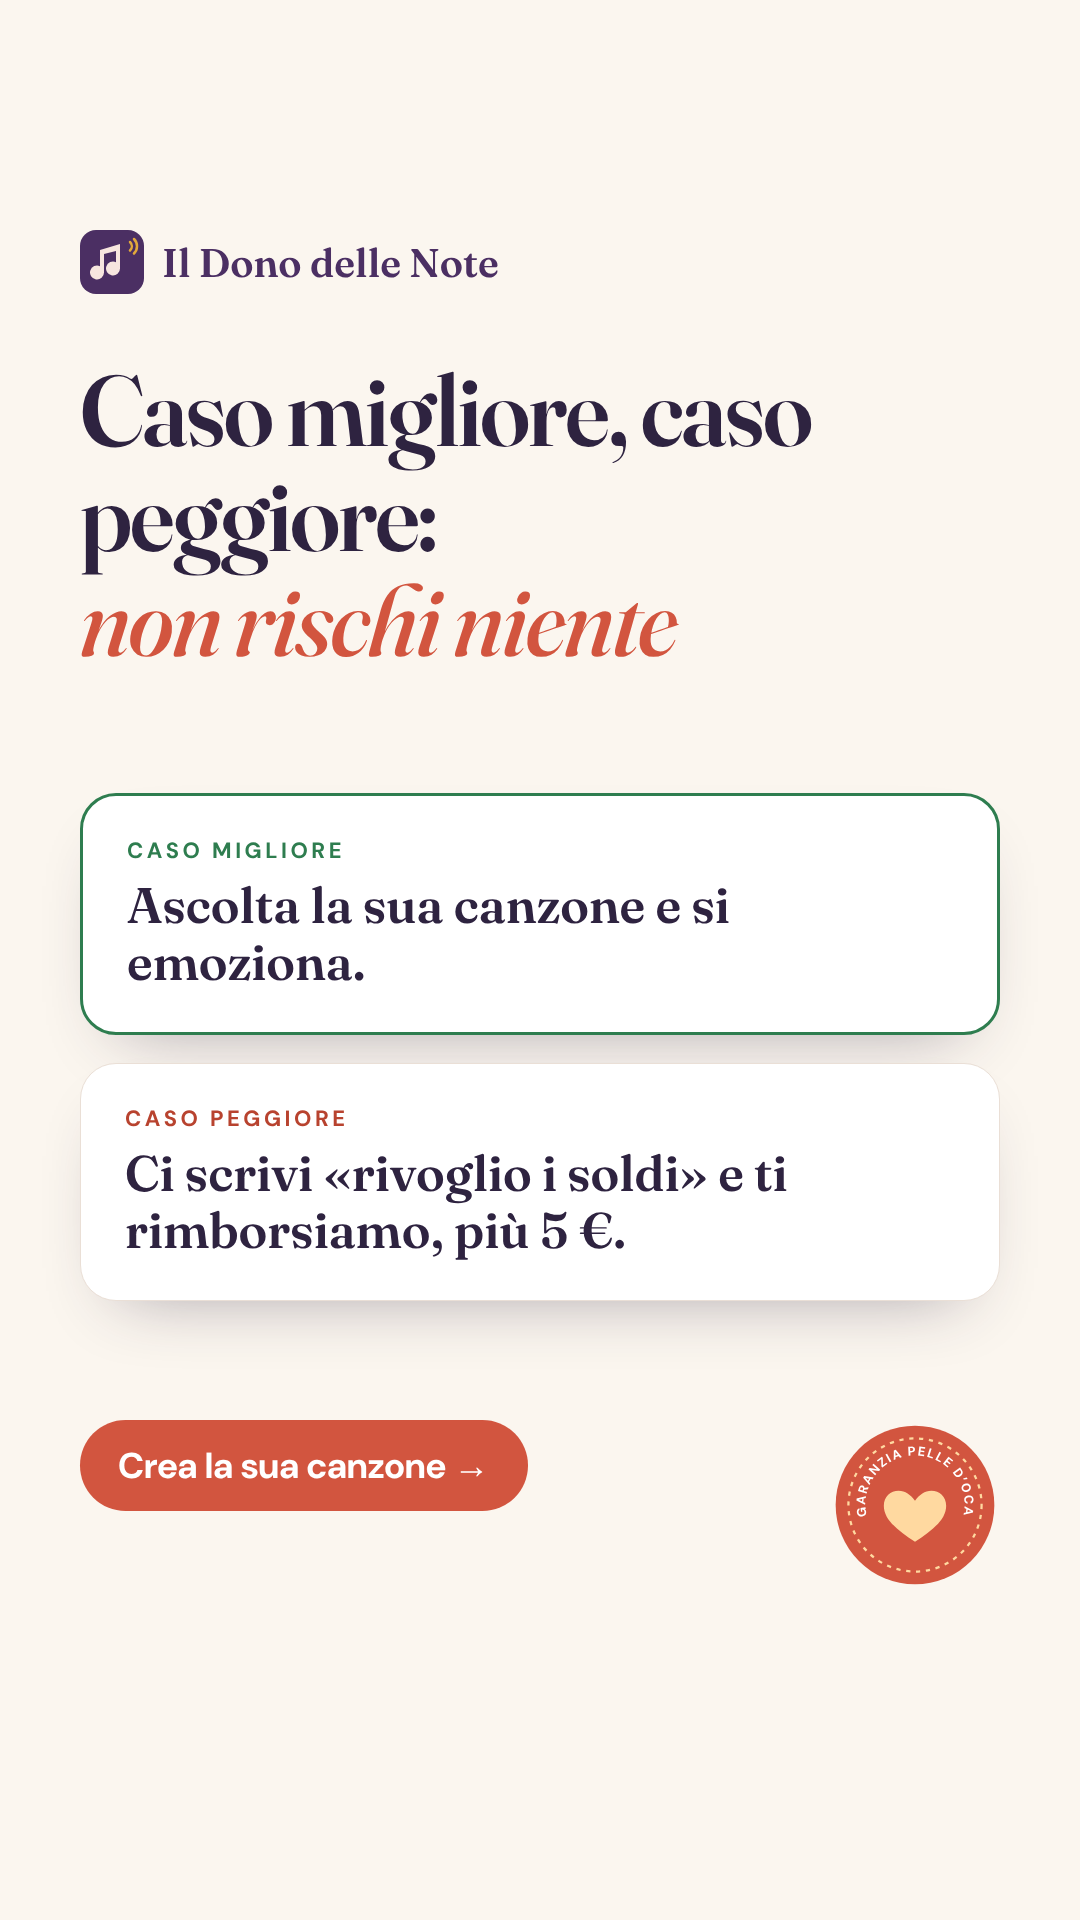 Il Dono delle Note
Caso migliore, caso
peggiore:
non rischi niente
CASO MIGLIORE
Ascolta la sua canzone e si
emoziona.
CASO PEGGIORE
Ci scrivi «rivoglio i soldi» e ti
rimborsiamo, più 5 €.
Crea la sua canzone →
GARANZIA PELLE D'OCA